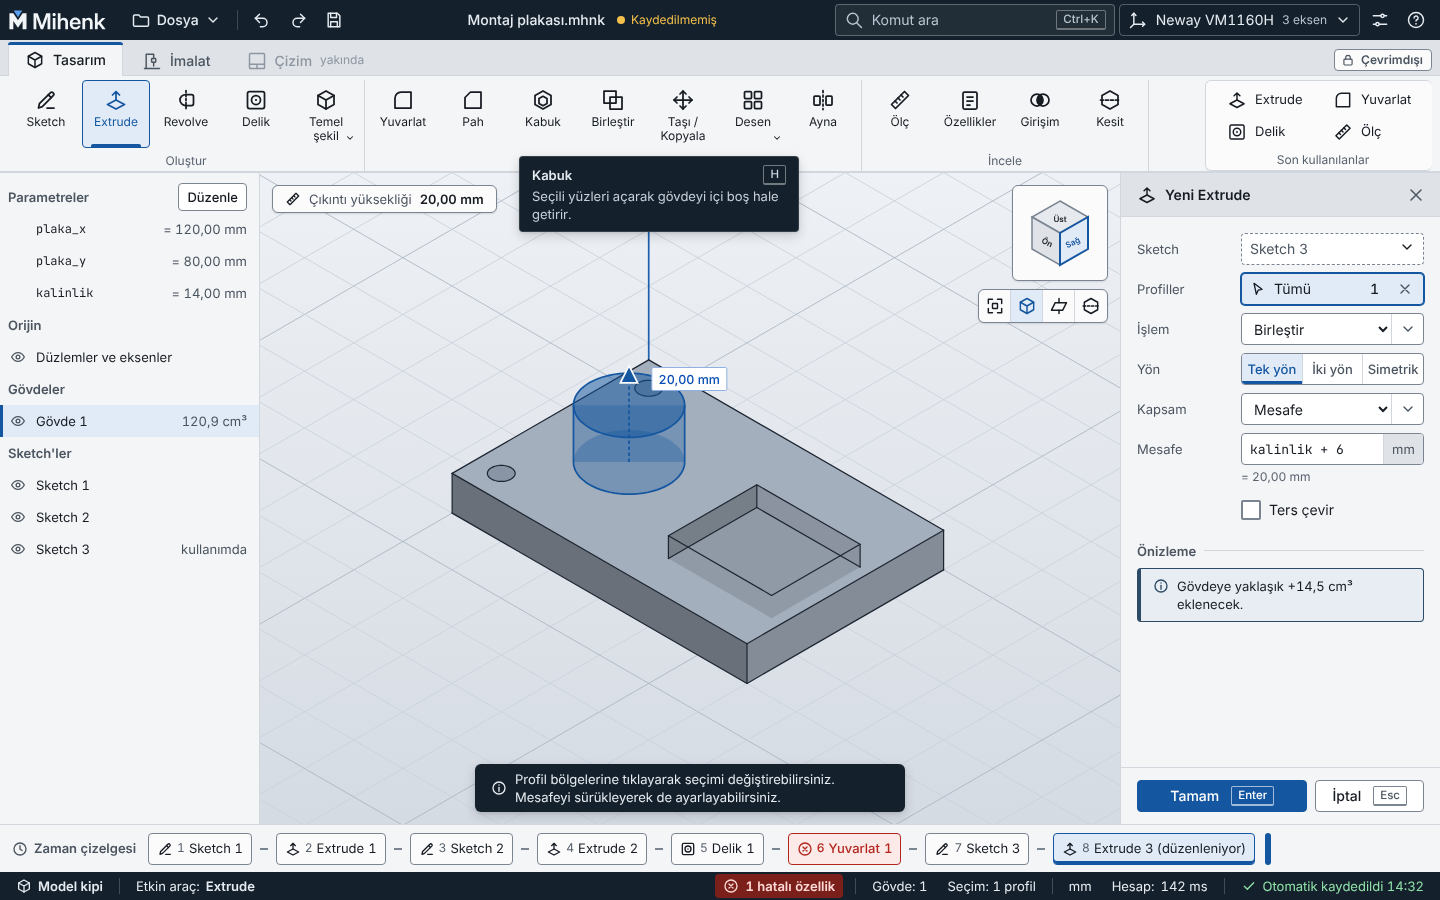 Mihenk
Dosya
Montaj plakası.mhnk
Kaydedilmemiş
Komut ara
Ctrl+K
Neway VM1160H
3 eksen
Tasarım
İmalat
Çizim
yakında
Çevrimdışı
Sketch
Extrude
Revolve
Delik
Temel
şekil
Oluştur
Yuvarlat
Pah
Kabuk
Birleştir
Taşı /
Kopyala
Desen
Ayna
Ölç
Özellikler
Girişim
Kesit
İncele
Extrude
Yuvarlat
Delik
Ölç
Son kullanılanlar
Kabuk
H
Seçili yüzleri açarak gövdeyi içi boş hale
getirir.
Parametreler
Düzenle
plaka_x
= 120,00 mm
plaka_y
= 80,00 mm
kalinlik
= 14,00 mm
Orijin
Düzlemler ve eksenler
Gövdeler
Gövde 1
120,9 cm³
Sketch'ler
Sketch 1
Sketch 2
Sketch 3
kullanımda
Çıkıntı yüksekliği
20,00 mm
Üst
Ön
Sağ
20,00 mm
Profil bölgelerine tıklayarak seçimi değiştirebilirsiniz.
Mesafeyi sürükleyerek de ayarlayabilirsiniz.
Yeni Extrude
Sketch
Sketch 3
Profiller
Tümü
1
İşlem
Birleştir
Yön
Tek yön
İki yön
Simetrik
Kapsam
Mesafe
Mesafe
kalinlik + 6
mm
= 20,00 mm
Ters çevir
Önizleme
Gövdeye yaklaşık +14,5 cm³
eklenecek.
Tamam
Enter
İptal
Esc
Zaman çizelgesi
1 Sketch 1
2 Extrude 1
3 Sketch 2
4 Extrude 2
5 Delik 1
6 Yuvarlat 1
7 Sketch 3
8 Extrude 3 (düzenleniyor)
Model kipi
Etkin araç: Extrude
1 hatalı özellik
Gövde: 1
Seçim: 1 profil
mm
Hesap: 142 ms
Otomatik kaydedildi 14:32